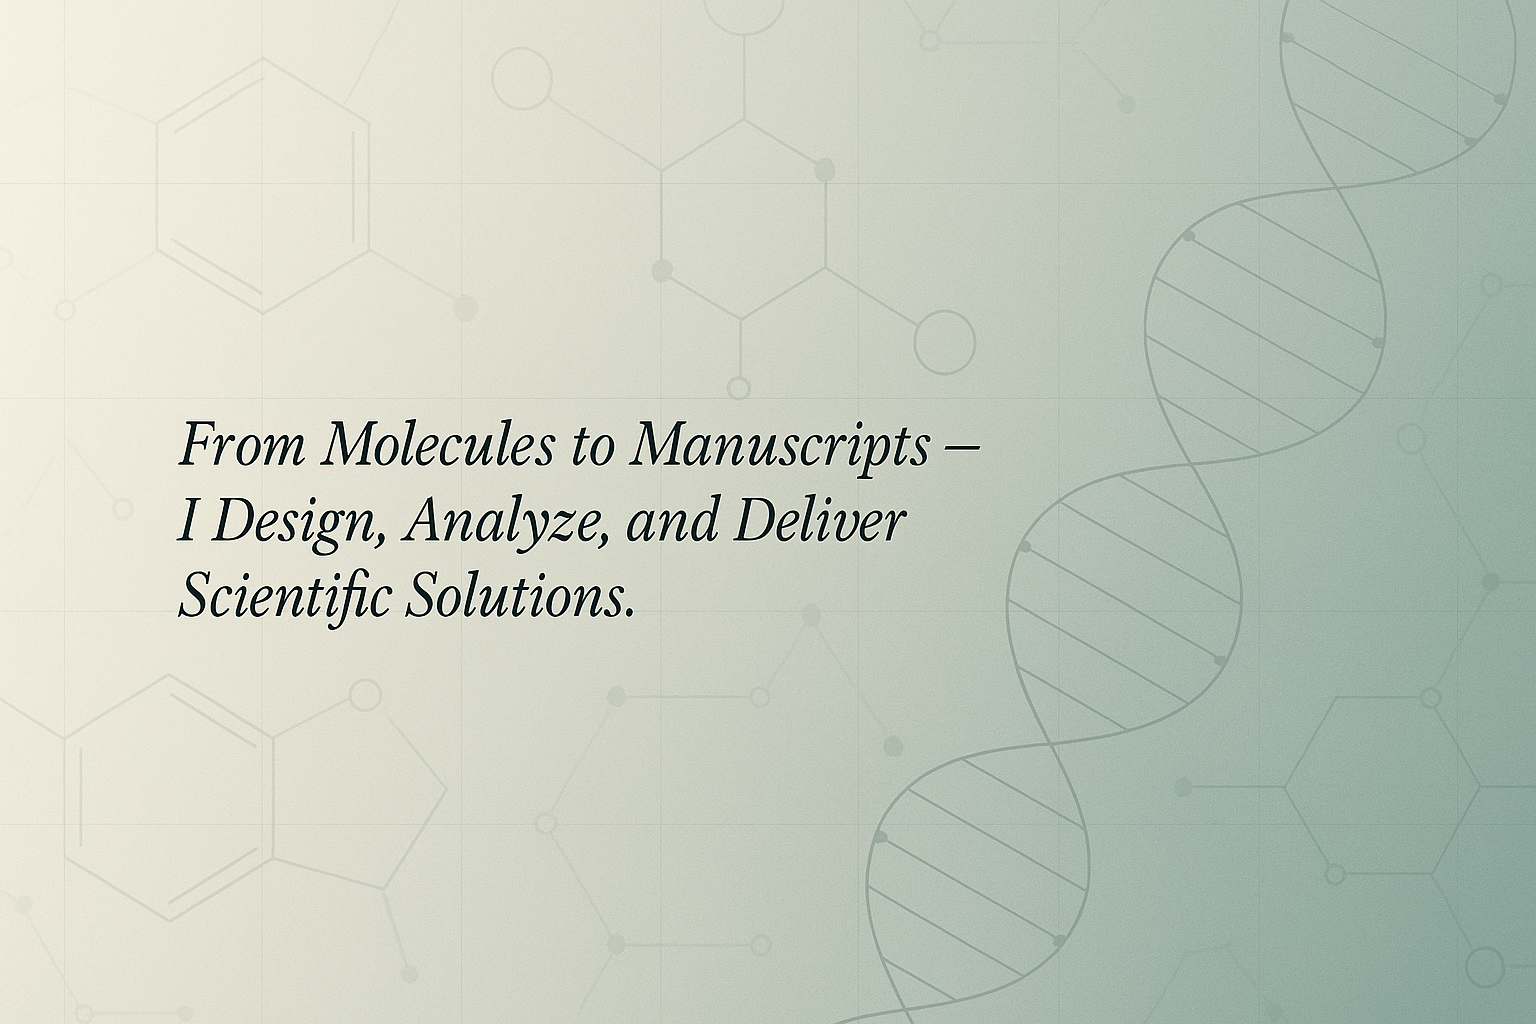 From Molecules to Manuscripts –
I Design, Analyze, and Deliver
Scientific Solutions.